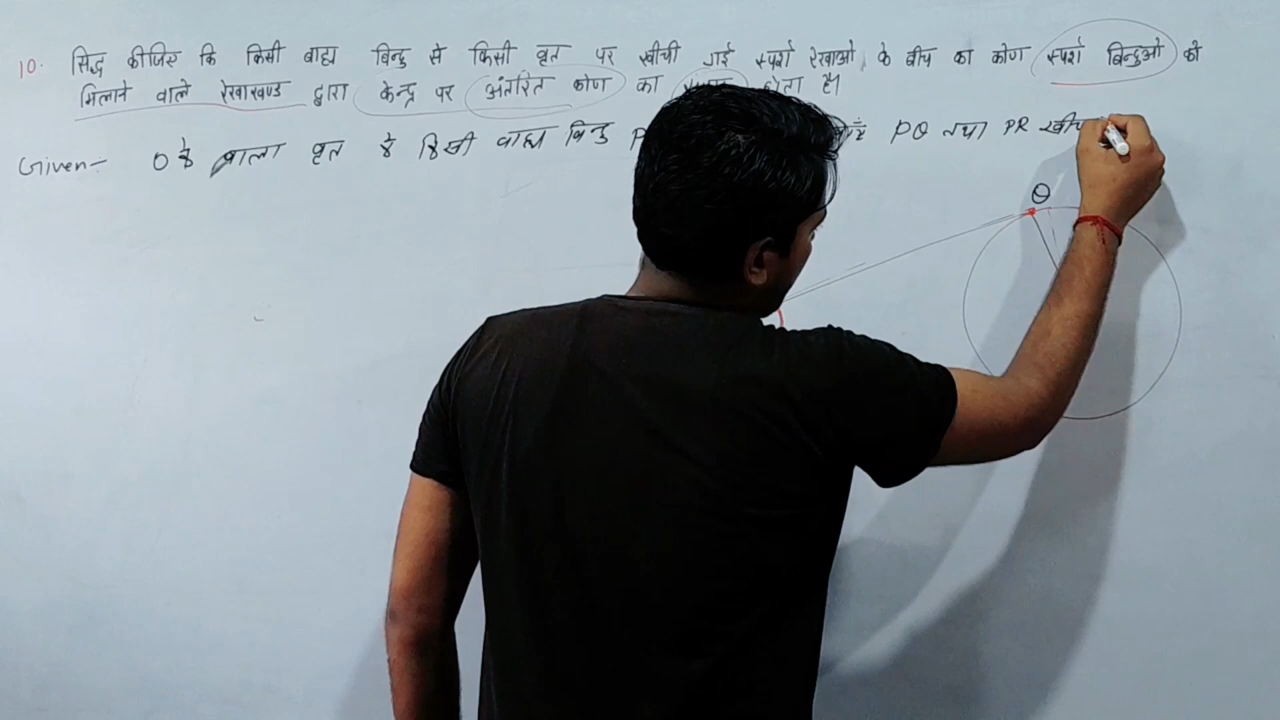 10. सिद्ध कीजिए कि किसी बाह्य बिन्दु से किसी वृत पर खीची गई स्पर्श रेखाओ के बीच का कोण स्पर्श बिन्दुओ को
मिलाने वाले रेखाखण्ड द्वारा केन्द्र पर अंतरित कोण का होता है।
Given- O के वाला वृत है किसी वाह्य विन्दु P PQ तथा PR खीच
Q